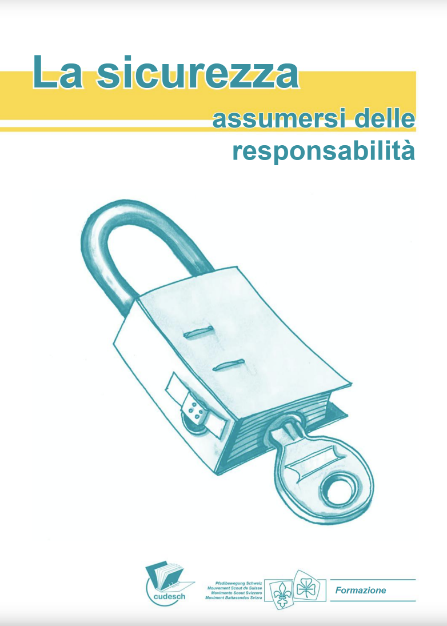 La sicurezza
assumersi delle
responsabilità
cudesch
Pfadibewegung Schweiz
Mouvement Scout de Suisse
Movimento Scout Svizzero
Moviment Battasendas Svizra
Formazione